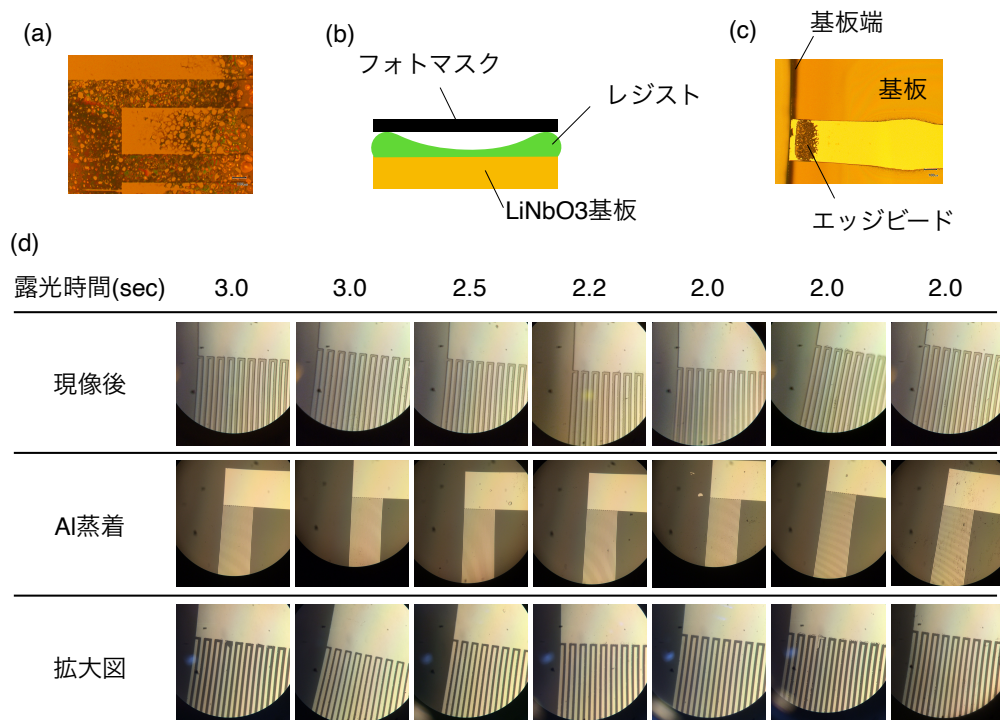 (a)
(b)
フォトマスク
レジスト
LiNbO3基板
(c)
基板端
基板
エッジビード
(d)
露光時間(sec) 3.0 3.0 2.5 2.2 2.0 2.0 2.0
現像後
Al蒸着
拡大図